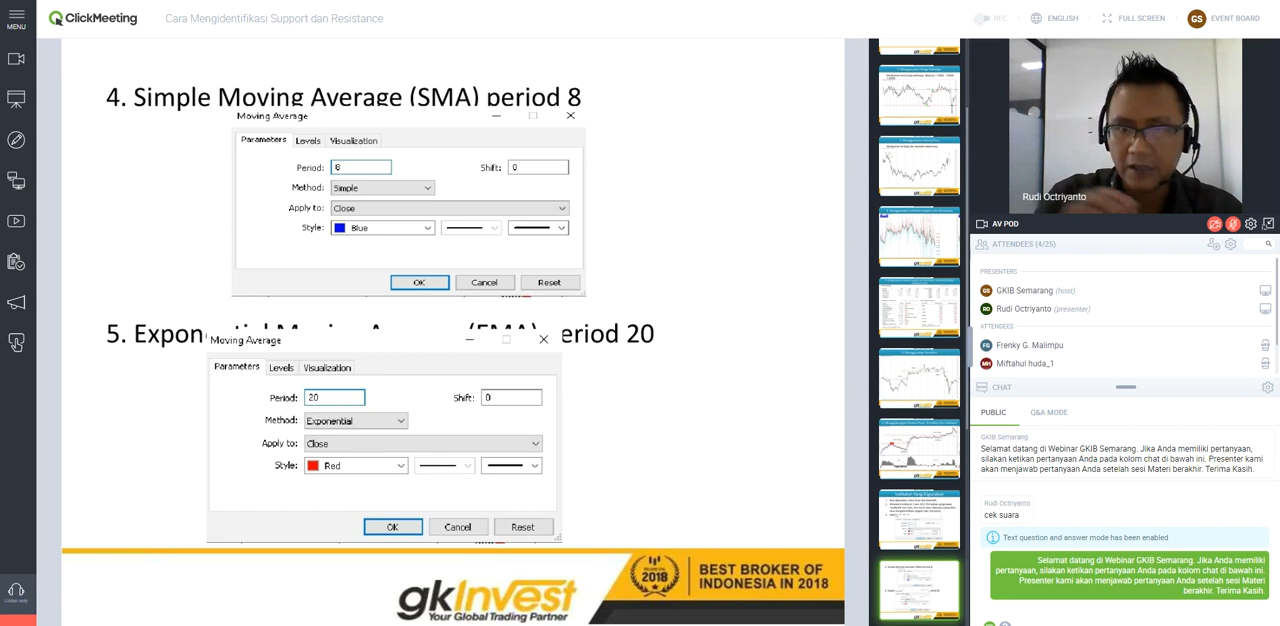 MENU
ClickMeeting
Cara Mengidentifikasi Support dan Resistance
REC
ENGLISH
FULL SCREEN
GS
EVENT BOARD
4. Simple Moving Average (SMA) period 8
Moving Average
Parameters
Levels
Visualization
Period:
8
Shift:
0
Method:
Simple
Apply to:
Close
Style:
Blue
OK
Cancel
Reset
period 20
Moving Average
Parameters
Levels
Visualization
Period:
20
Shift:
0
Method:
Exponential
Apply to:
Close
Style:
Red
OK
Cancel
Reset
2018
BEST BROKER OF
INDONESIA IN 2018
gkinvest
Your Global Trading Partner
Indikator Yang Digunakan
Rudi Octriyanto
AV POD
ATTENDEES (4/25)
PRESENTERS
GS
GKIB Semarang (host)
RO
Rudi Octriyanto (presenter)
ATTENDEES
FG
Frenky G. Malimpu
MH
Miftahul huda_1
CHAT
PUBLIC
Q&A MODE
GKIB Semarang
Selamat datang di Webinar GKIB Semarang. Jika Anda memiliki pertanyaan,
silakan ketikan pertanyaan Anda pada kolom chat di bawah ini. Presenter kami
akan menjawab pertanyaan Anda setelah sesi Materi berakhir. Terima Kasih.
Rudi Octriyanto
cek suara
Text question and answer mode has been enabled
Selamat datang di Webinar GKIB Semarang. Jika Anda memiliki
pertanyaan, silakan ketikan pertanyaan Anda pada kolom chat di bawah ini.
Presenter kami akan menjawab pertanyaan Anda setelah sesi Materi
berakhir. Terima Kasih.
Listen only